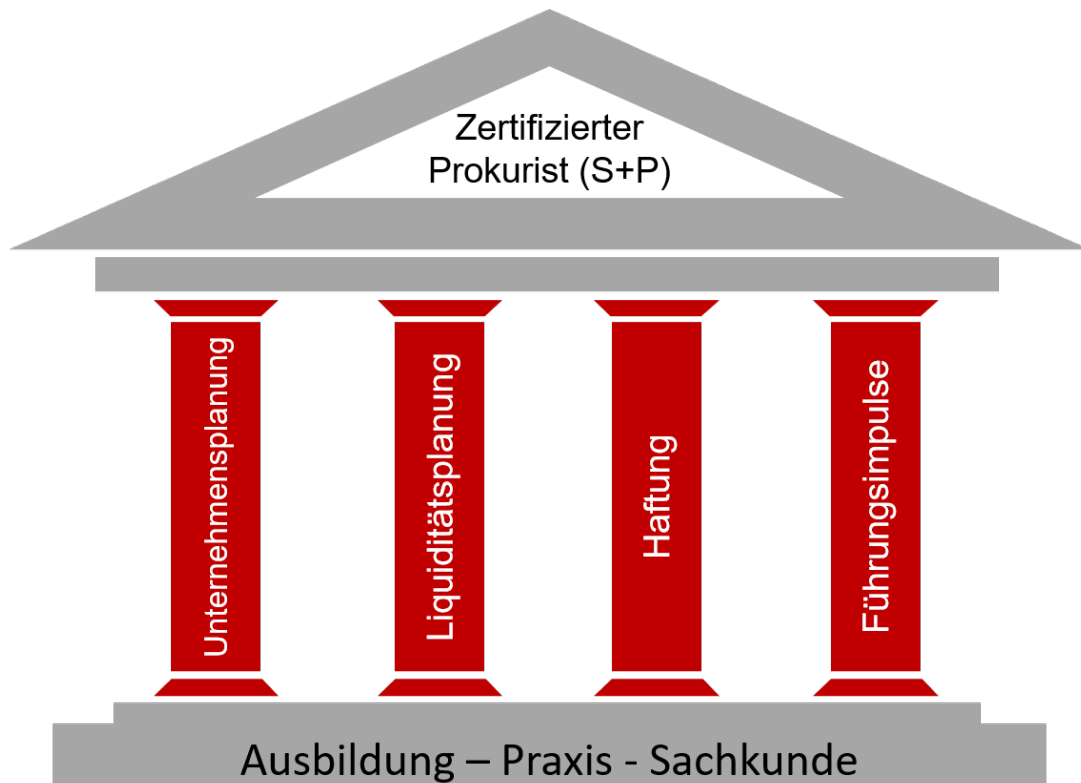 Zertifizierter
Prokurist (S+P)
Unternehmensplanung
Liquiditätsplanung
Haftung
Führungsimpulse
Ausbildung – Praxis - Sachkunde